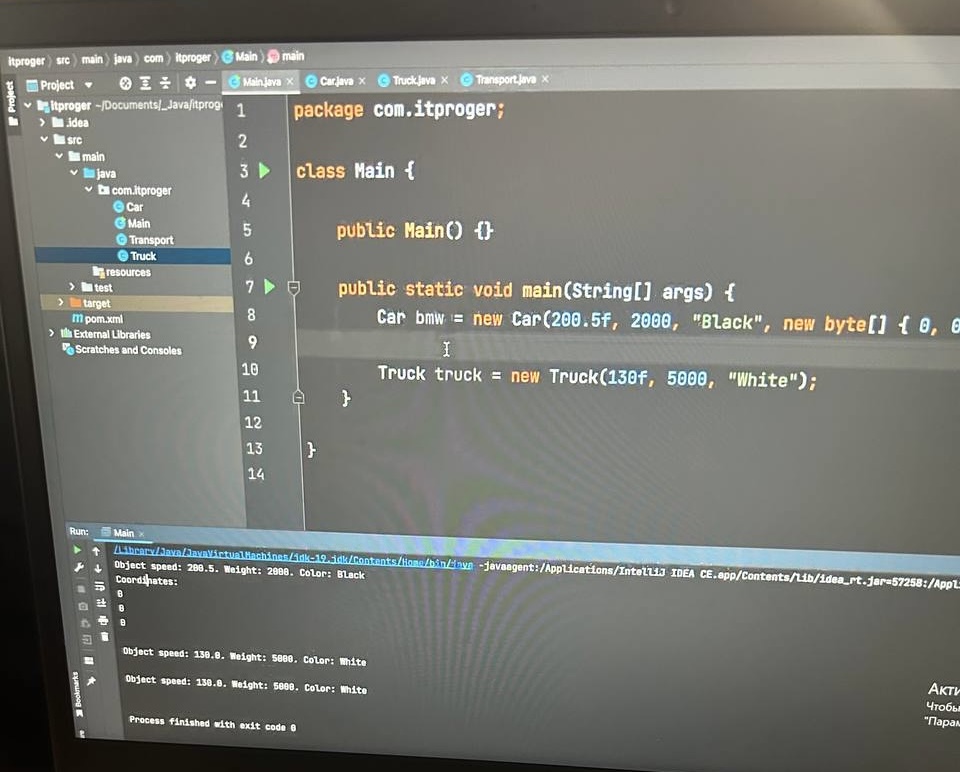 itproger > src > main > java > com > itproger > Main > main
Project
Main.java × Car.java × Truck.java × Transport.java ×
Project
itproger ~/Documents/_Java/itprog
.idea
src
main
java
com.itproger
Car
Main
Transport
Truck
resources
test
target
pom.xml
External Libraries
Scratches and Consoles
1 package com.itproger;
2
3 class Main {
4
5 public Main() {}
6
7 public static void main(String[] args) {
8 Car bmw = new Car(200.5f, 2000, "Black", new byte[] { 0, 0
9
10 Truck truck = new Truck(130f, 5000, "White");
11 }
12
13 }
14
Run: Main ×
/Library/Java/JavaVirtualMachines/jdk-19.jdk/Contents/Home/bin/java -javaagent:/Applications/IntelliJ IDEA CE.app/Contents/lib/idea_rt.jar=57258:/Appl
Object speed: 200.5. Weight: 2000. Color: Black
Coordinates:
0
0
0
Object speed: 130.0. Weight: 5000. Color: White
Object speed: 130.0. Weight: 5000. Color: White
Process finished with exit code 0
Bookmarks
Акти
Чтобы
"Парам